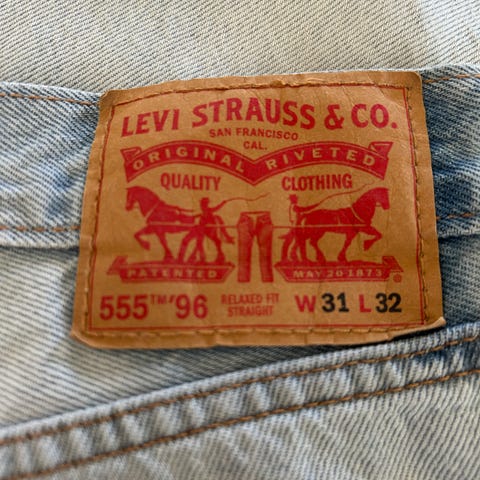 LEVI STRAUSS & CO.
SAN FRANCISCO
CAL.
ORIGINAL RIVETED
QUALITY CLOTHING
PATENTED MAY 20 1873
555™ '96 RELAXED FIT STRAIGHT W 31 L 32